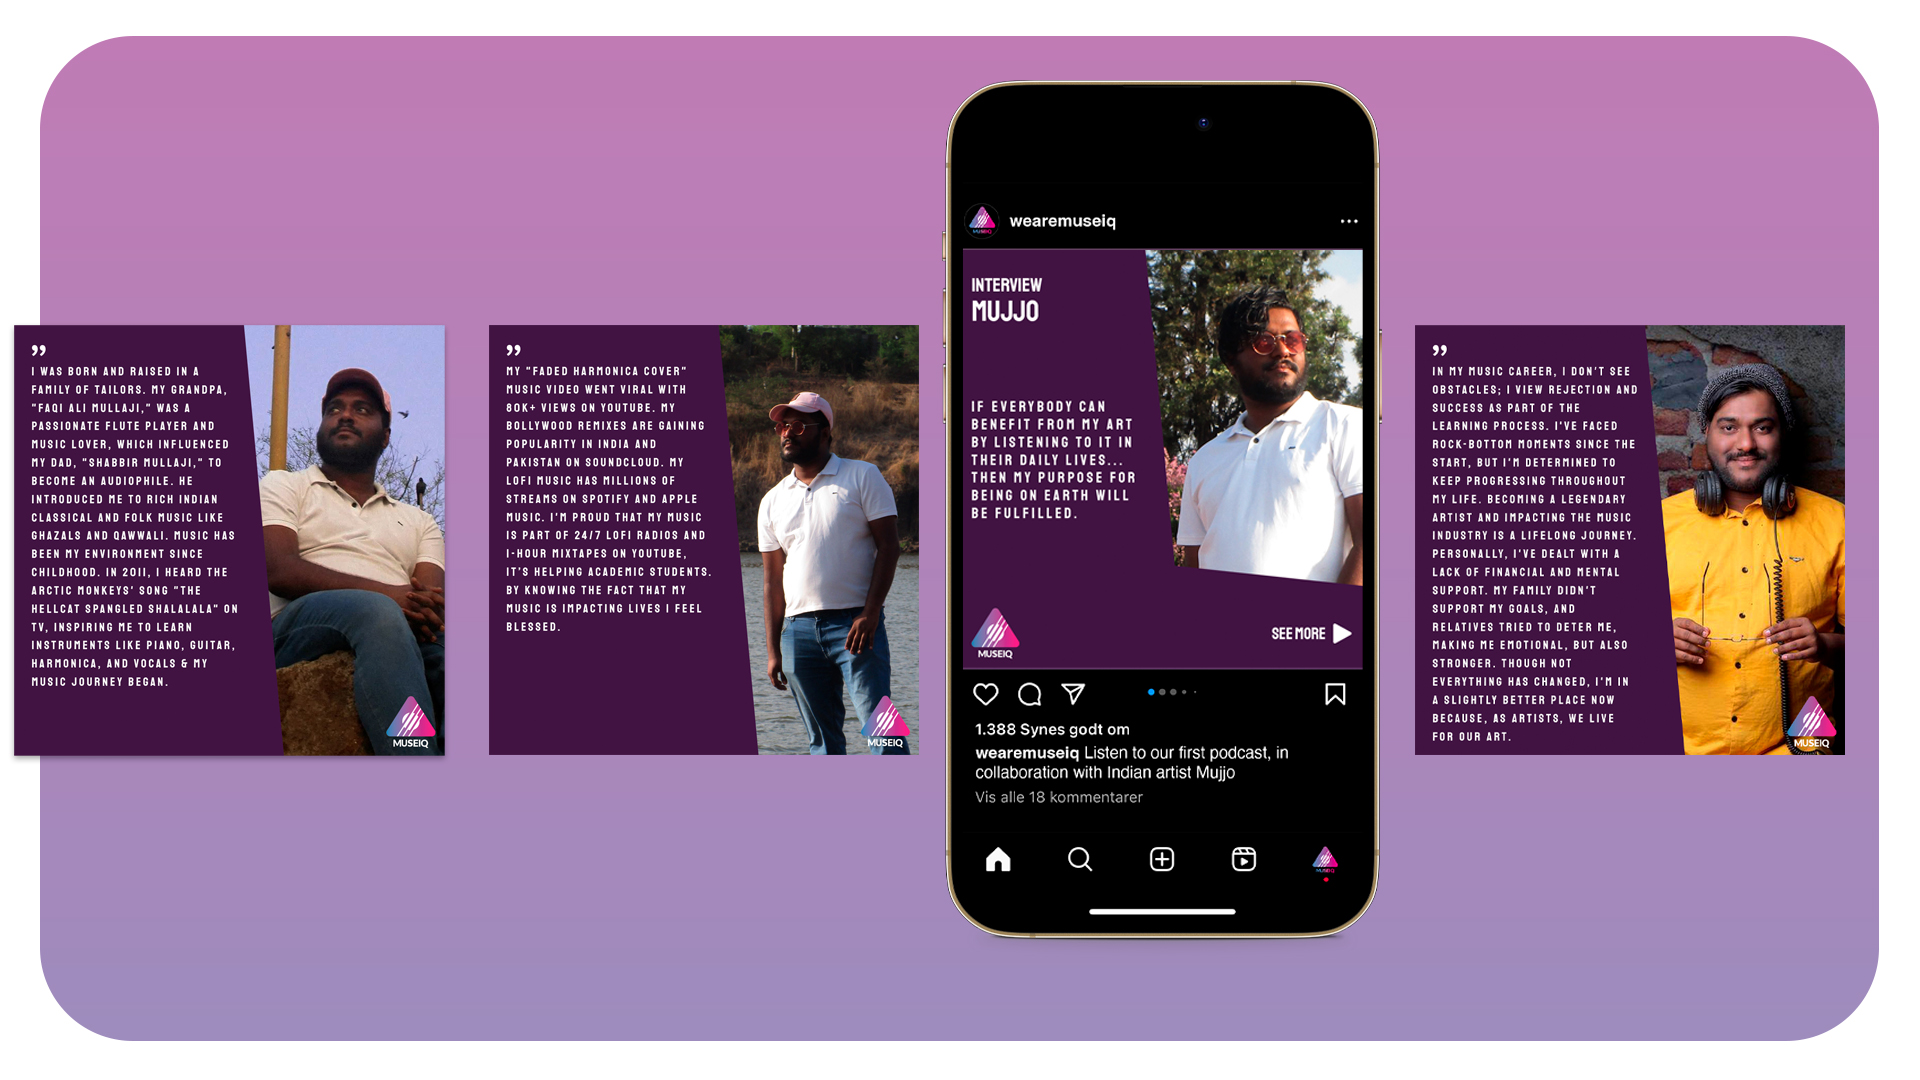 ”
I WAS BORN AND RAISED IN A
FAMILY OF TAILORS. MY GRANDPA,
"FAQI ALI MULLAJI," WAS A
PASSIONATE FLUTE PLAYER AND
MUSIC LOVER, WHICH INFLUENCED
MY DAD, "SHABBIR MULLAJI," TO
BECOME AN AUDIOPHILE. HE
INTRODUCED ME TO RICH INDIAN
CLASSICAL AND FOLK MUSIC LIKE
GHAZALS AND QAWWALI. MUSIC HAS
BEEN MY ENVIRONMENT SINCE
CHILDHOOD. IN 2011, I HEARD THE
ARCTIC MONKEYS' SONG "THE
HELLCAT SPANGLED SHALALALA" ON
TV, INSPIRING ME TO LEARN
INSTRUMENTS LIKE PIANO, GUITAR,
HARMONICA, AND VOCALS & MY
MUSIC JOURNEY BEGAN.
MUSEIQ
”
MY "FADED HARMONICA COVER"
MUSIC VIDEO WENT VIRAL WITH
80K+ VIEWS ON YOUTUBE. MY
BOLLYWOOD REMIXES ARE GAINING
POPULARITY IN INDIA AND
PAKISTAN ON SOUNDCLOUD. MY
LOFI MUSIC HAS MILLIONS OF
STREAMS ON SPOTIFY AND APPLE
MUSIC. I'M PROUD THAT MY MUSIC
IS PART OF 24/7 LOFI RADIOS AND
1-HOUR MIXTAPES ON YOUTUBE,
IT'S HELPING ACADEMIC STUDENTS.
BY KNOWING THE FACT THAT MY
MUSIC IS IMPACTING LIVES I FEEL
BLESSED.
MUSEIQ
wearemuseiq
INTERVIEW
MUJJO
IF EVERYBODY CAN
BENEFIT FROM MY ART
BY LISTENING TO IT IN
THEIR DAILY LIVES...
THEN MY PURPOSE FOR
BEING ON EARTH WILL
BE FULFILLED.
MUSEIQ
SEE MORE
1.388 Synes godt om
wearemuseiq Listen to our first podcast, in
collaboration with Indian artist Mujjo
Vis alle 18 kommentarer
”
IN MY MUSIC CAREER, I DON'T SEE
OBSTACLES; I VIEW REJECTION AND
SUCCESS AS PART OF THE
LEARNING PROCESS. I'VE FACED
ROCK-BOTTOM MOMENTS SINCE THE
START, BUT I'M DETERMINED TO
KEEP PROGRESSING THROUGHOUT
MY LIFE. BECOMING A LEGENDARY
ARTIST AND IMPACTING THE MUSIC
INDUSTRY IS A LIFELONG JOURNEY.
PERSONALLY, I'VE DEALT WITH A
LACK OF FINANCIAL AND MENTAL
SUPPORT. MY FAMILY DIDN'T
SUPPORT MY GOALS, AND
RELATIVES TRIED TO DETER ME,
MAKING ME EMOTIONAL, BUT ALSO
STRONGER. THOUGH NOT
EVERYTHING HAS CHANGED, I'M IN
A SLIGHTLY BETTER PLACE NOW
BECAUSE, AS ARTISTS, WE LIVE
FOR OUR ART.
MUSEIQ